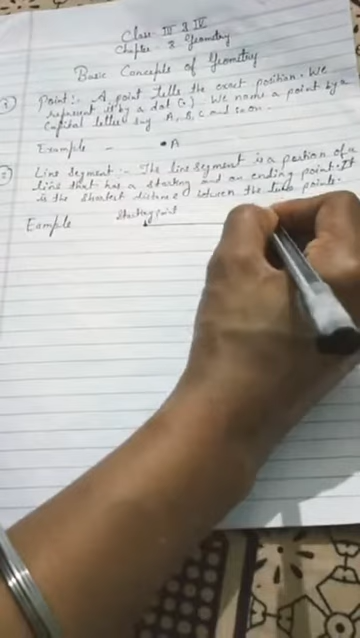 Class IV & IV
Chapter 8 Geometry
Basic Concepts of Geometry
① Point:- A point tells the exact position. We
represent it by a dot (•). We name a point by a
Capital letter say A, B, C and so on.
Example - •A
② Line Segment:- The line segment is a portion of a
line that has a starting and an ending point. It
is the shortest distance between the two points.
Example
Starting point